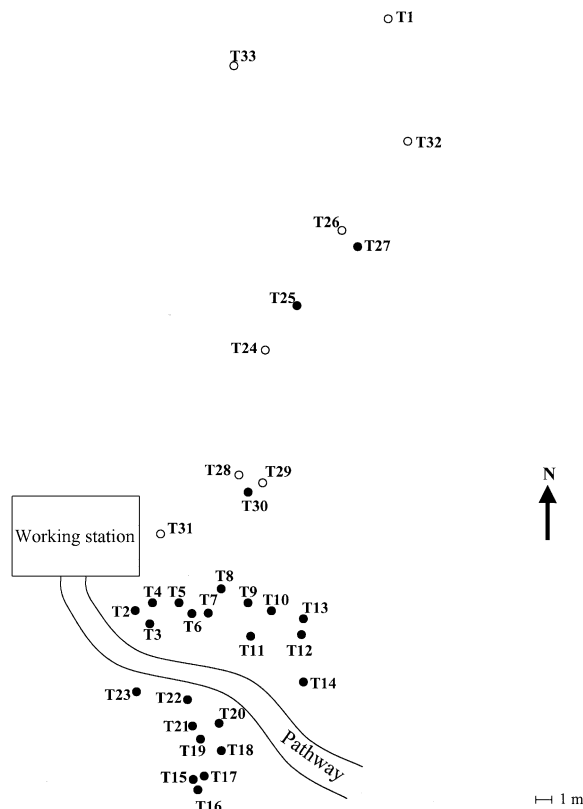 T1
T33
T32
T26
T27
T25
T24
T28
T29
N
T30
Working station
T31
T8
T4
T5
T7
T9
T10
T2
T13
T3
T6
T11
T12
T14
T23
T22
T20
T21
T19
T18
Pathway
T15
T17
T16
1 m